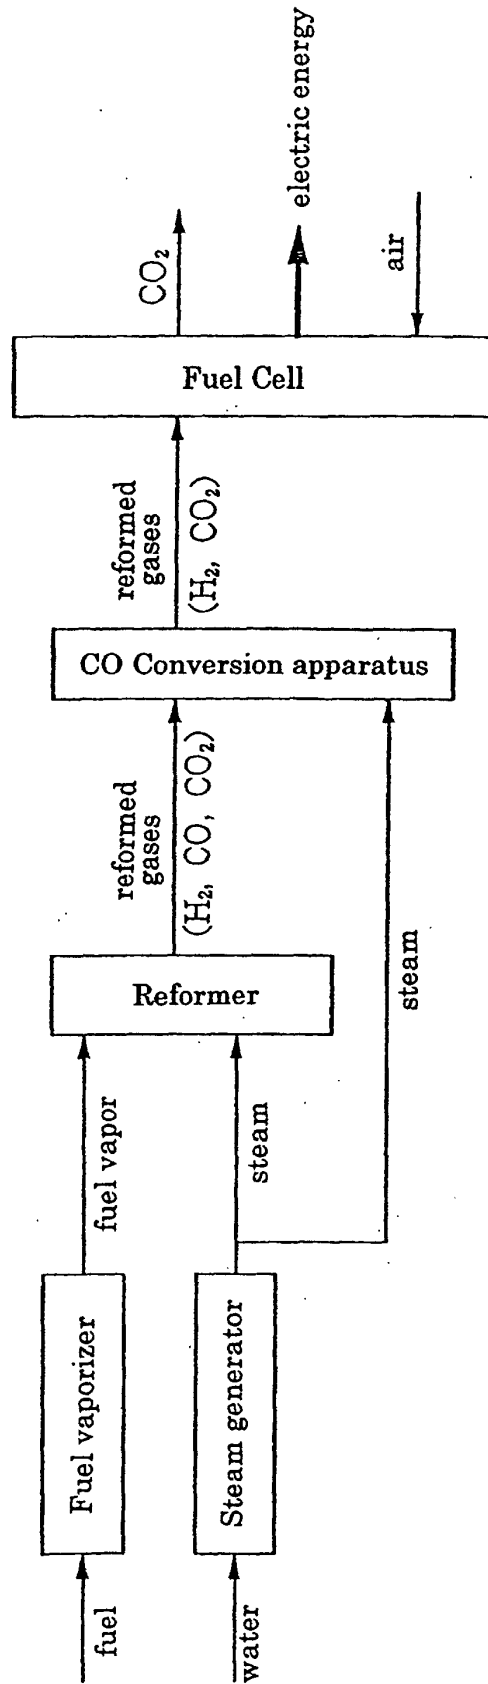 fuel
Fuel vaporizer
fuel vapor
water
Steam generator
steam
steam
Reformer
reformed
gases
(H₂, CO, CO₂)
CO Conversion apparatus
reformed
gases
(H₂, CO₂)
Fuel Cell
CO₂
electric energy
air